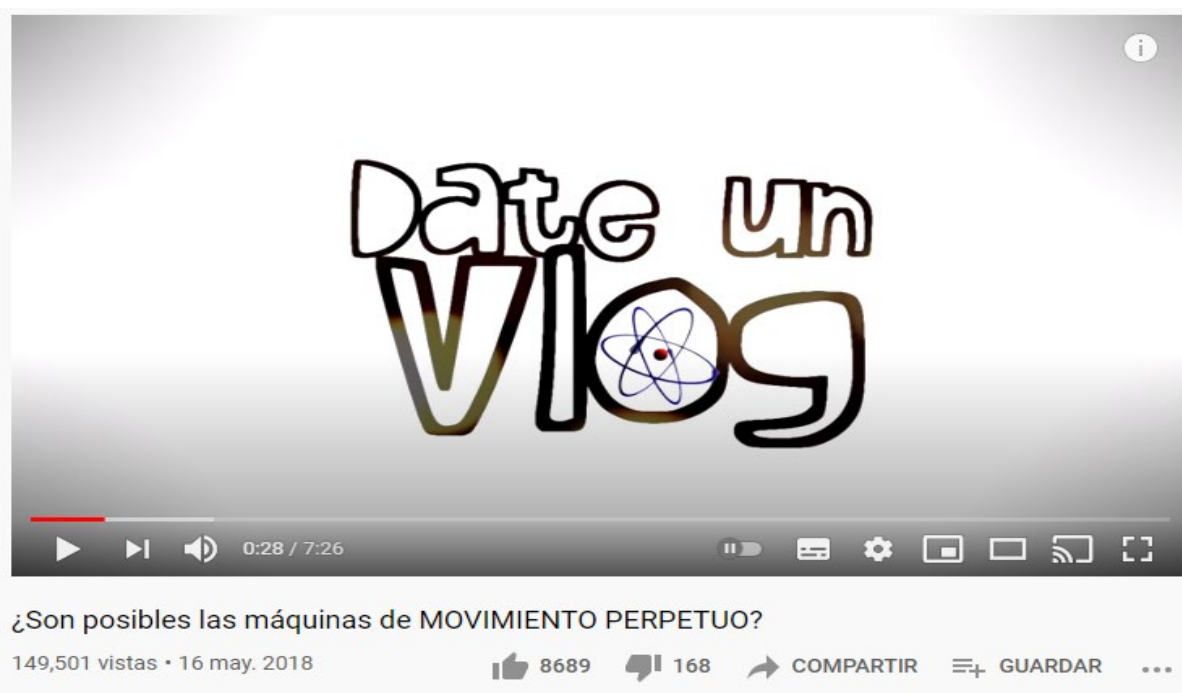 Date un
Vlog
0:28 / 7:26
¿Son posibles las máquinas de MOVIMIENTO PERPETUO?
149,501 vistas • 16 may. 2018 8689 168 COMPARTIR GUARDAR